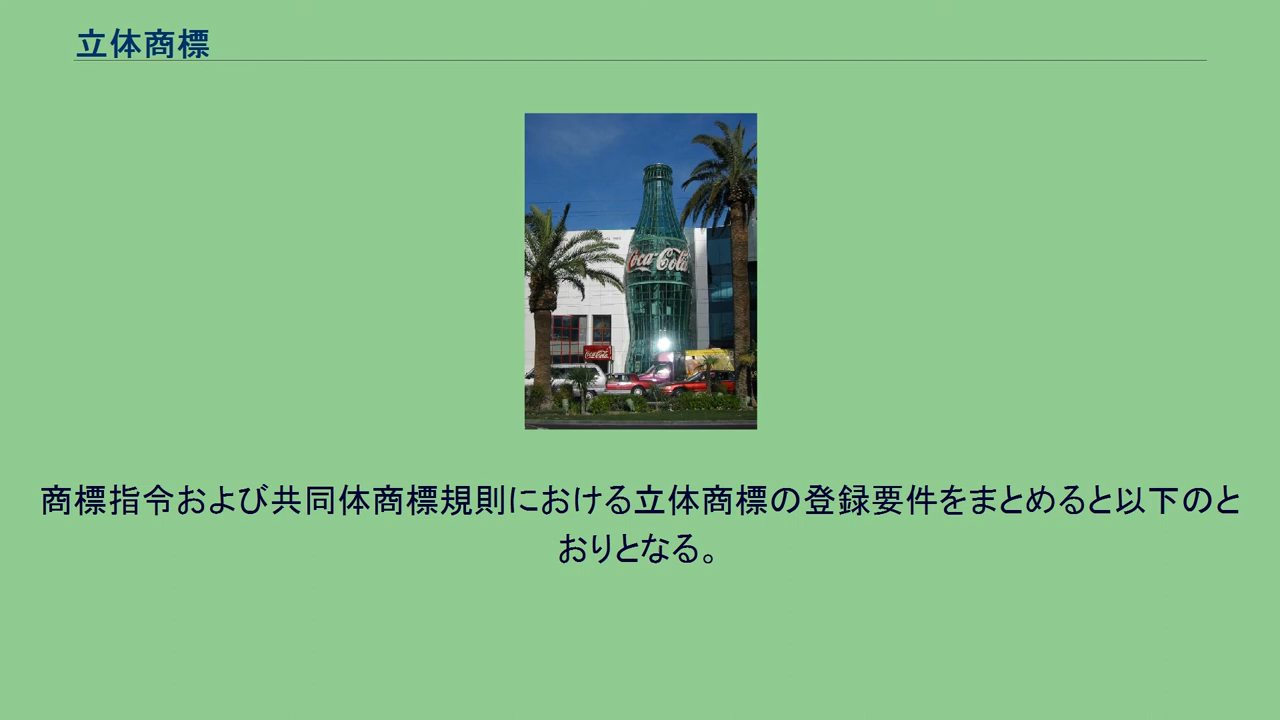 立体商標
Coca-Cola
Coca-Cola
商標指令および共同体商標規則における立体商標の登録要件をまとめると以下のと
おりとなる。